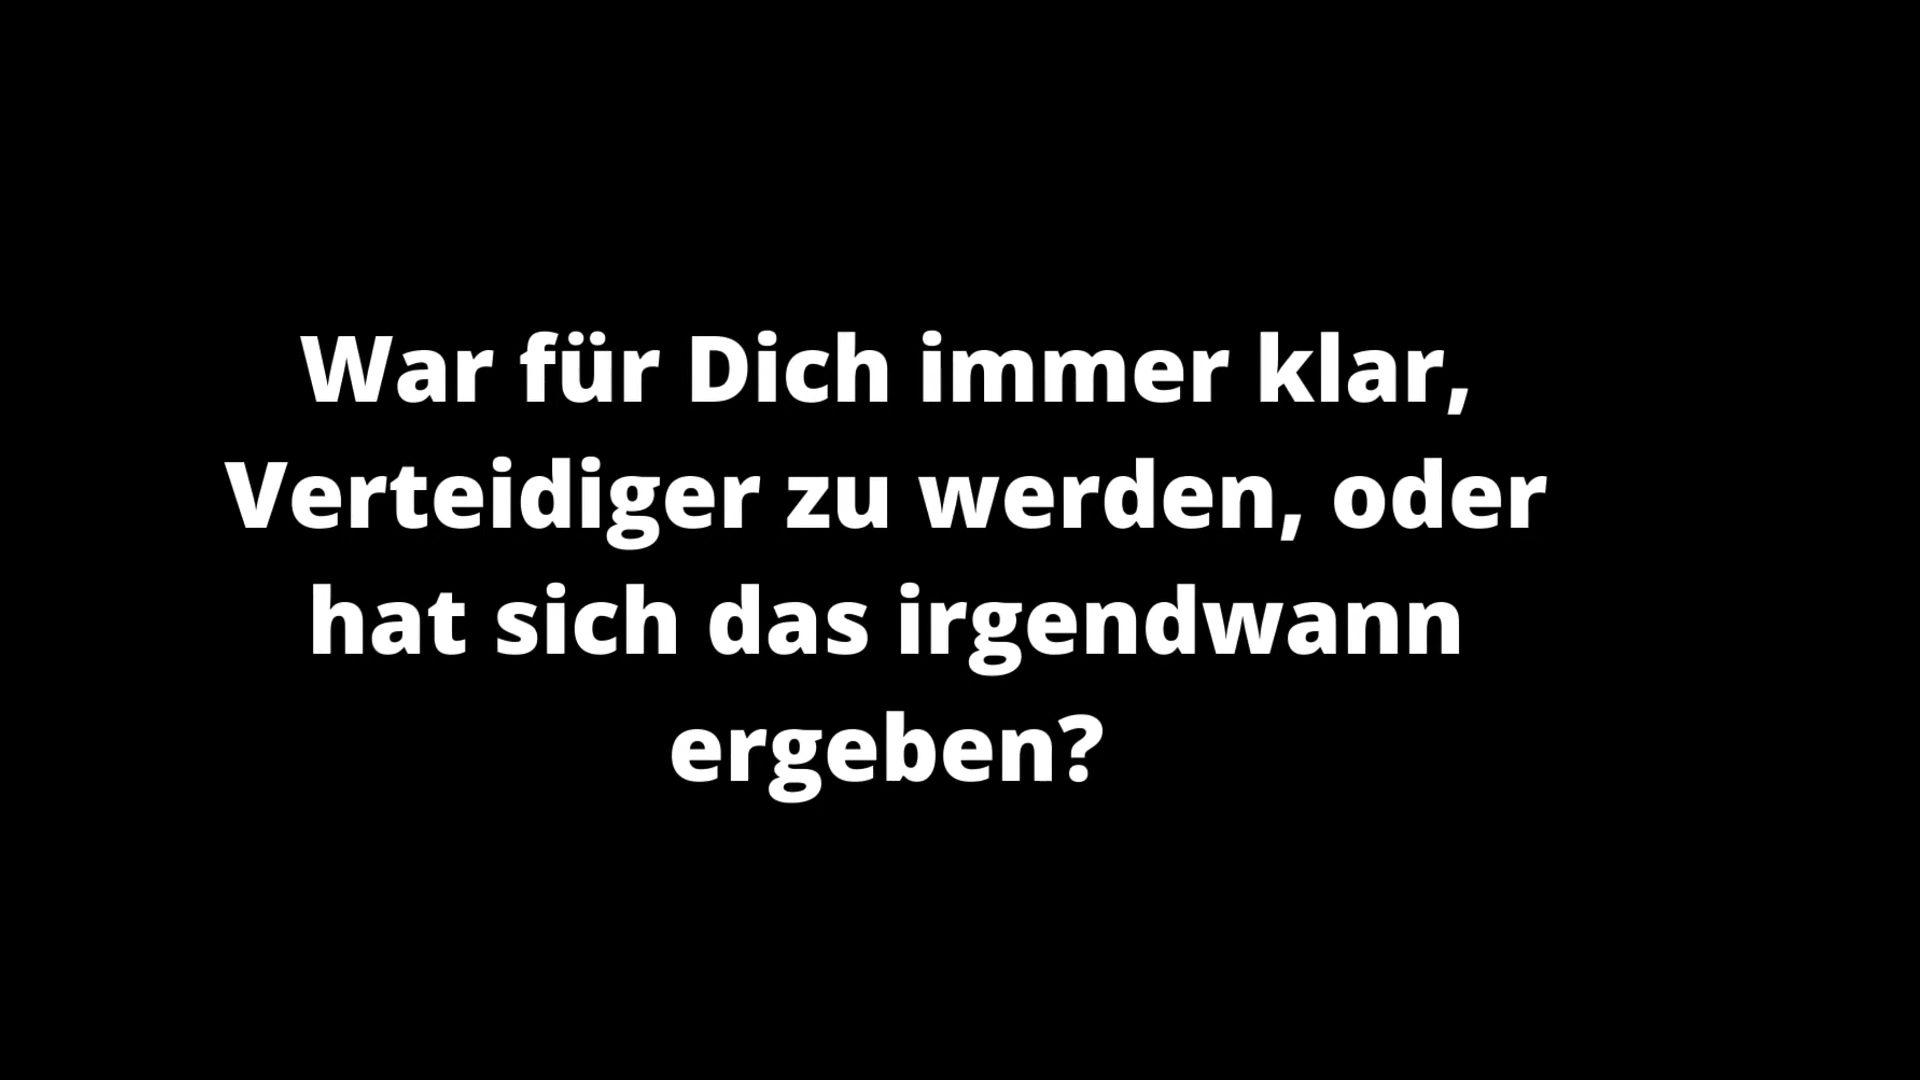 War für Dich immer klar,
Verteidiger zu werden, oder
hat sich das irgendwann
ergeben?